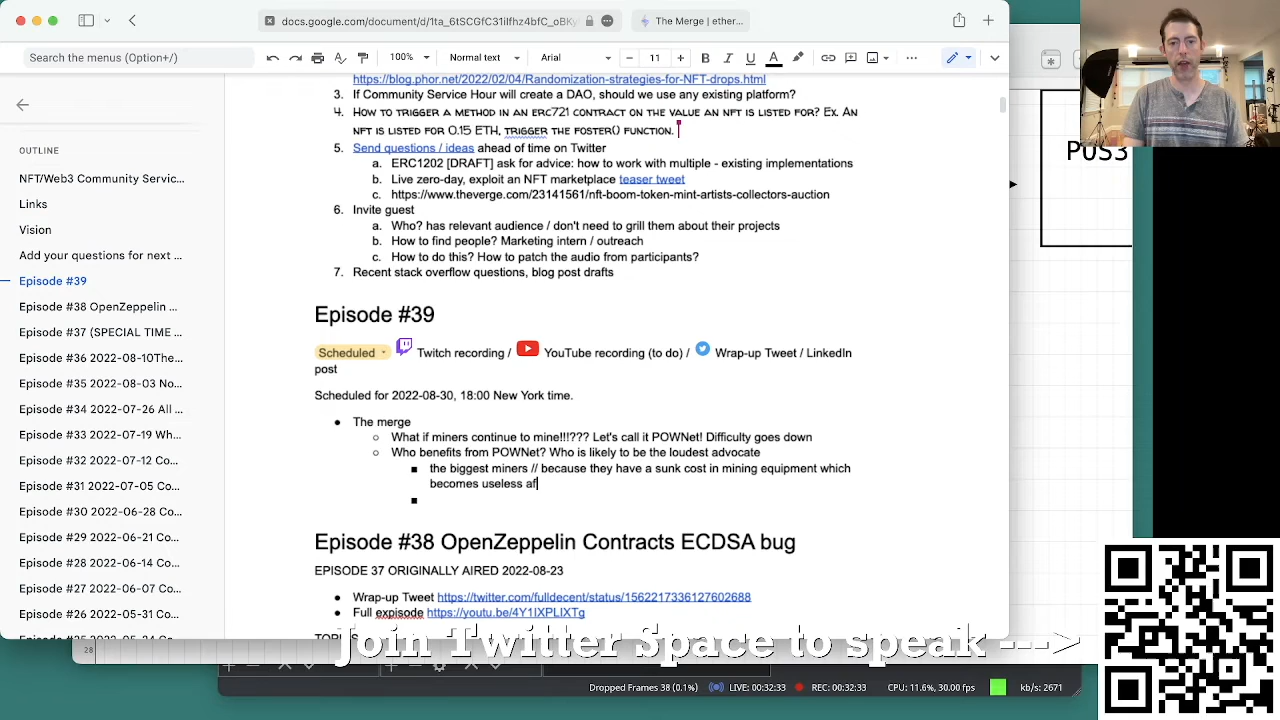 docs.google.com/document/d/1ta_6tSCG fC31iIfhz4bfC_oBKy
The Merge | ether...
Search the menus (Option+/)
100%
Normal text
Arial
11
B I U A
OUTLINE
NFT/Web3 Community Servic...
Links
Vision
Add your questions for next ...
Episode #39
Episode #38 OpenZeppelin ...
Episode #37 (SPECIAL TIME ...
Episode #36 2022-08-10The...
Episode #35 2022-08-03 No...
Episode #34 2022-07-26 All ...
Episode #33 2022-07-19 Wh...
Episode #32 2022-07-12 Co...
Episode #31 2022-07-05 Co...
Episode #30 2022-06-28 Co...
Episode #29 2022-06-21 Co...
Episode #28 2022-06-14 Co...
Episode #27 2022-06-07 Co...
Episode #26 2022-05-31 Co...
Episode #25 2022-05-24 Co...
https://blog.phor.net/2022/02/04/Randomization-strategies-for-NFT-drops.html
3. If Community Service Hour will create a DAO, should we use any existing platform?
4. How to trigger a method in an erc721 contract on the value an nft is listed for? Ex. An
nft is listed for 0.15 ETH, trigger the foster() function.
5. Send questions / ideas ahead of time on Twitter
a. ERC1202 [DRAFT] ask for advice: how to work with multiple - existing implementations
b. Live zero-day, exploit an NFT marketplace teaser tweet
c. https://www.theverge.com/23141561/nft-boom-token-mint-artists-collectors-auction
6. Invite guest
a. Who? has relevant audience / don't need to grill them about their projects
b. How to find people? Marketing intern / outreach
c. How to do this? How to patch the audio from participants?
7. Recent stack overflow questions, blog post drafts
Episode #39
Scheduled Twitch recording / YouTube recording (to do) / Wrap-up Tweet / LinkedIn
post
Scheduled for 2022-08-30, 18:00 New York time.
● The merge
○ What if miners continue to mine!!!??? Let's call it POWNet! Difficulty goes down
○ Who benefits from POWNet? Who is likely to be the loudest advocate
■ the biggest miners // because they have a sunk cost in mining equipment which
becomes useless af
■
Episode #38 OpenZeppelin Contracts ECDSA bug
EPISODE 37 ORIGINALLY AIRED 2022-08-23
● Wrap-up Tweet https://twitter.com/fulldecent/status/1562217336127602688
● Full expisode https://youtu.be/4Y1IXPLIXTg
28
Join Twitter Space to speak --->
Dropped Frames 38 (0.1%) LIVE: 00:32:33 REC: 00:32:33 CPU: 11.6%, 30.00 fps kb/s: 2671